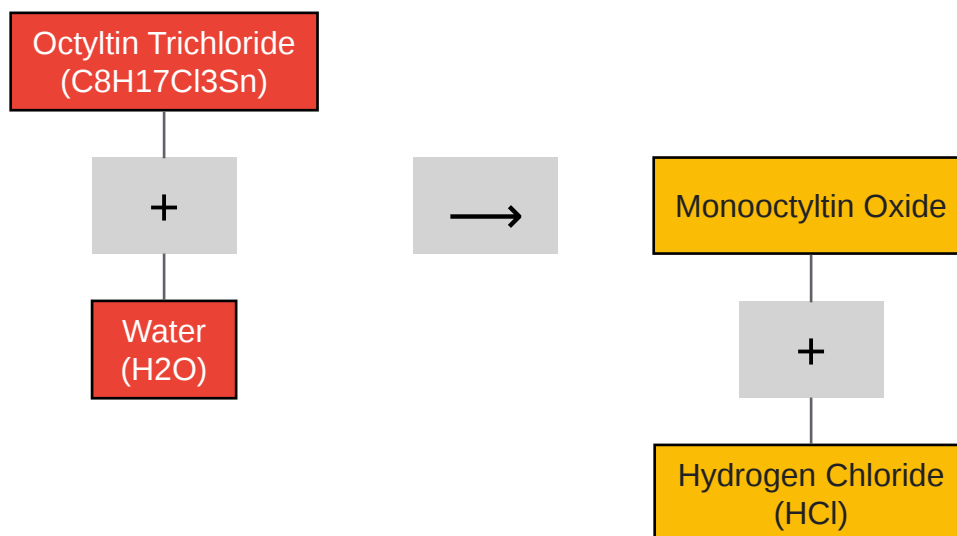 Octyltin Trichloride
(C8H17Cl3Sn)
+
Water
(H2O)
⟶
Monooctyltin Oxide
+
Hydrogen Chloride
(HCl)